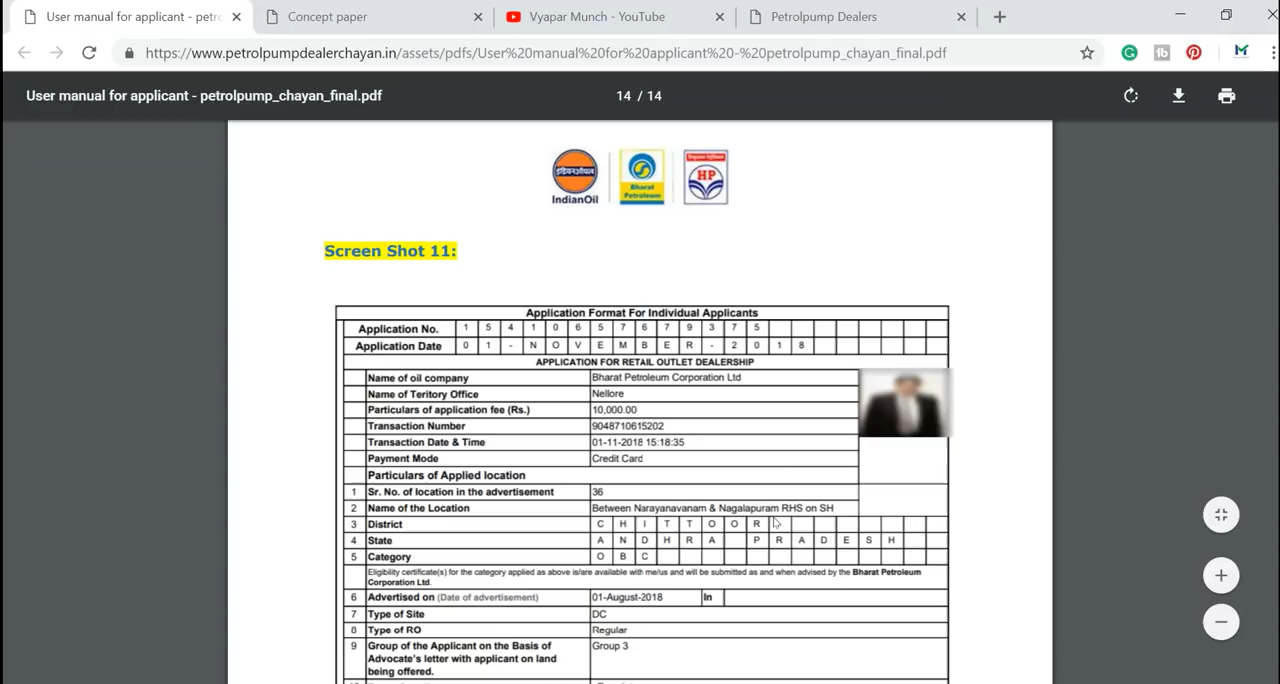 User manual for applicant - petro
Concept paper
Vyapar Munch - YouTube
Petrolpump Dealers
https://www.petrolpumpdealerchayan.in/assets/pdfs/User%20manual%20for%20applicant%20-%20petrolpump_chayan_final.pdf
User manual for applicant - petrolpump_chayan_final.pdf
14 / 14
इंडियनऑयल
IndianOil
Bharat Petroleum
हिन्दुस्तान पेट्रोलियम
HP
Screen Shot 11:
Application Format For Individual Applicants
Application No. 1 5 4 1 0 6 5 7 6 7 9 3 7 5
Application Date 0 1 - N O V E M B E R - 2 0 1 8
APPLICATION FOR RETAIL OUTLET DEALERSHIP
Name of oil company Bharat Petroleum Corporation Ltd
Name of Teritory Office Nellore
Particulars of application fee (Rs.) 10,000.00
Transaction Number 9048710615202
Transaction Date & Time 01-11-2018 15:18:35
Payment Mode Credit Card
Particulars of Applied location
1 Sr. No. of location in the advertisement 36
2 Name of the Location Between Narayanavanam & Nagalapuram RHS on SH
3 District C H I T T O O R
4 State A N D H R A P R A D E S H
5 Category O B C
Eligibility certificate(s) for the category applied as above is/are available with me/us and will be submitted as and when advised by the Bharat Petroleum
Corporation Ltd.
6 Advertised on (Date of advertisement) 01-August-2018 In
7 Type of Site DC
8 Type of RO Regular
9 Group of the Applicant on the Basis of Group 3
Advocate's letter with applicant on land
being offered.